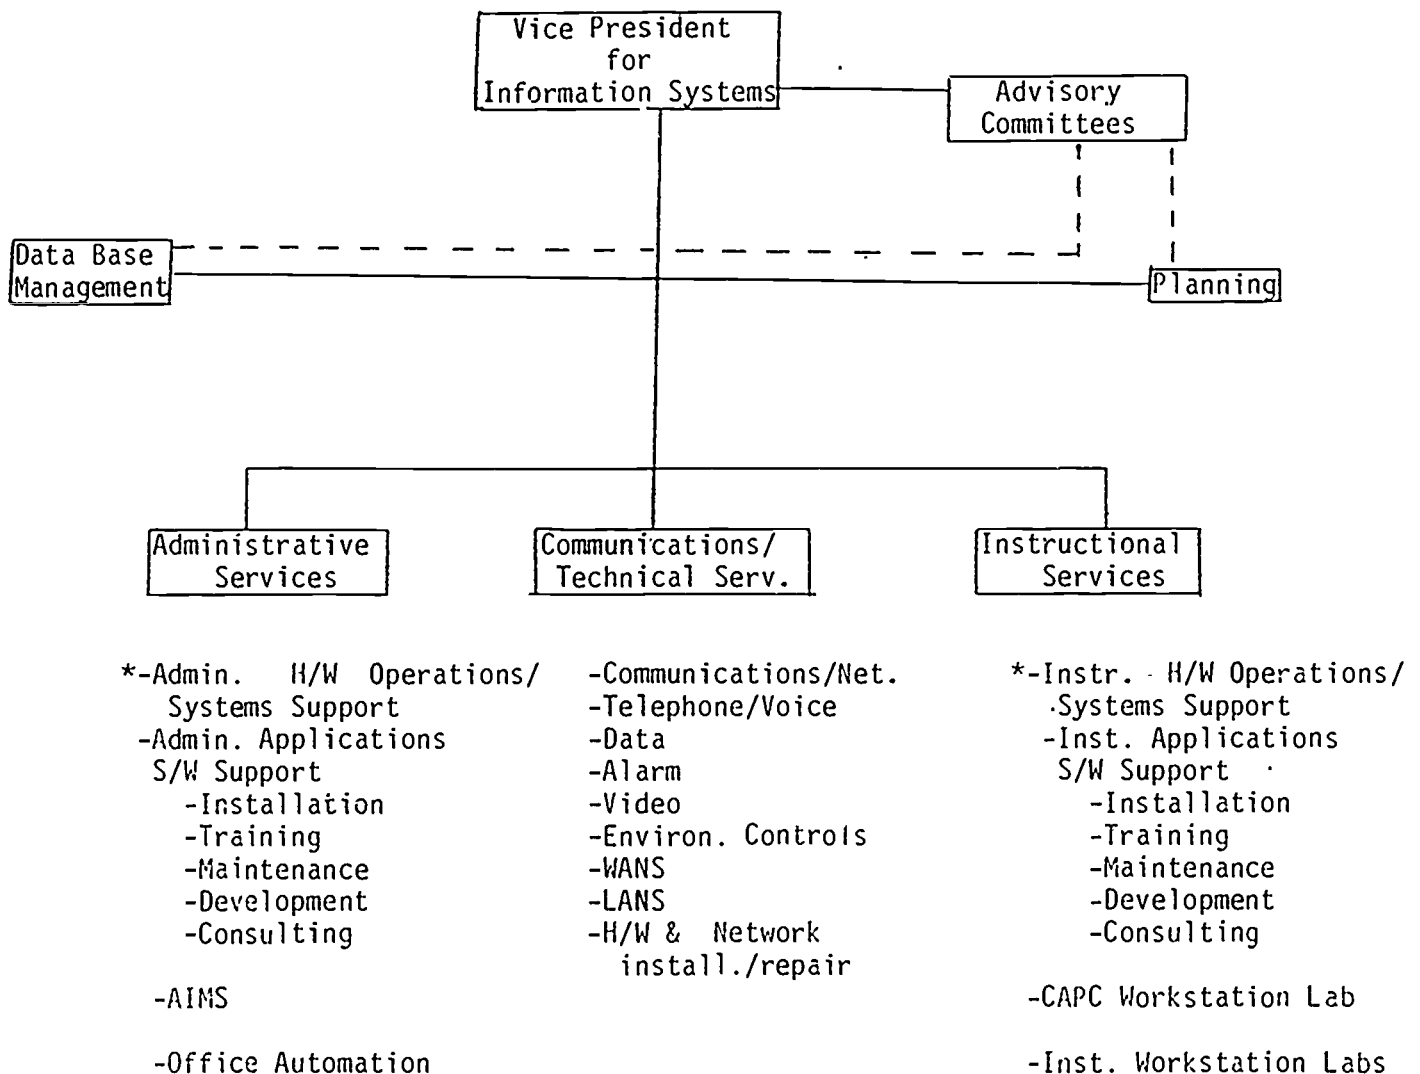 Vice President
for
Information Systems
Advisory
Committees
Data Base
Management
Planning
Administrative
Services
Communications/
Technical Serv.
Instructional
Services
*-Admin. H/W Operations/
Systems Support
-Admin. Applications
S/W Support
-Installation
-Training
-Maintenance
-Development
-Consulting
-AIMS
-Office Automation
-Communications/Net.
-Telephone/Voice
-Data
-Alarm
-Video
-Environ. Controls
-WANS
-LANS
-H/W & Network
install./repair
*-Instr. H/W Operations/
Systems Support
-Inst. Applications
S/W Support
-Installation
-Training
-Maintenance
-Development
-Consulting
-CAPC Workstation Lab
-Inst. Workstation Labs